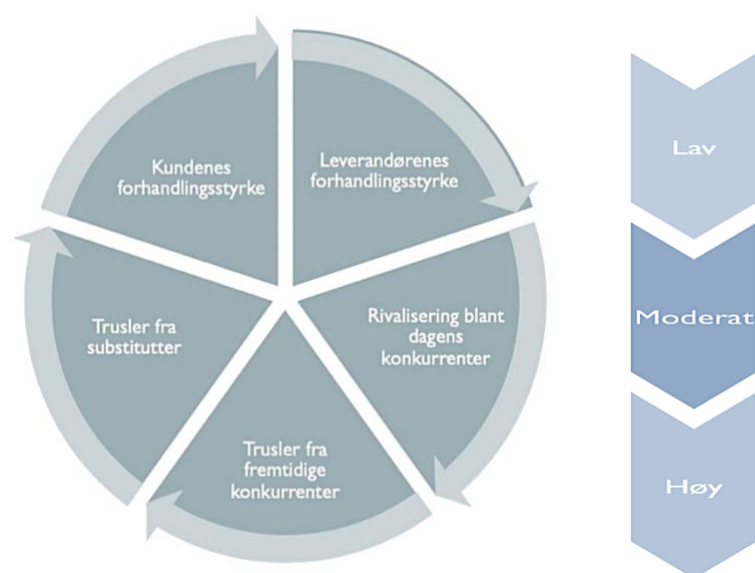 Kundenes
forhandlingsstyrke
Leverandørenes
forhandlingsstyrke
Rivalisering blant
dagens
konkurrenter
Trusler fra
fremtidige
konkurrenter
Trusler fra
substitutter
Lav
Moderat
Høy